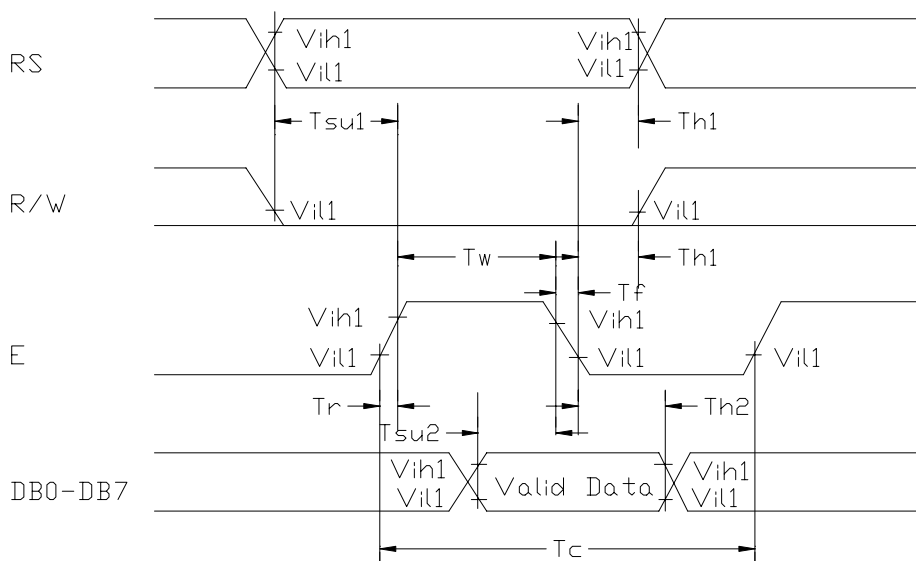 RS
Vih1
Vih1
Vil1
Vil1
Tsu1
Th1
R/W
Vil1
Vil1
Tw
Th1
Tf
Vih1
Vih1
E
Vil1
Vil1
Vil1
Tr
Th2
Tsu2
Vih1
Vih1
DB0-DB7
Vil1
Valid Data
Vil1
Tc